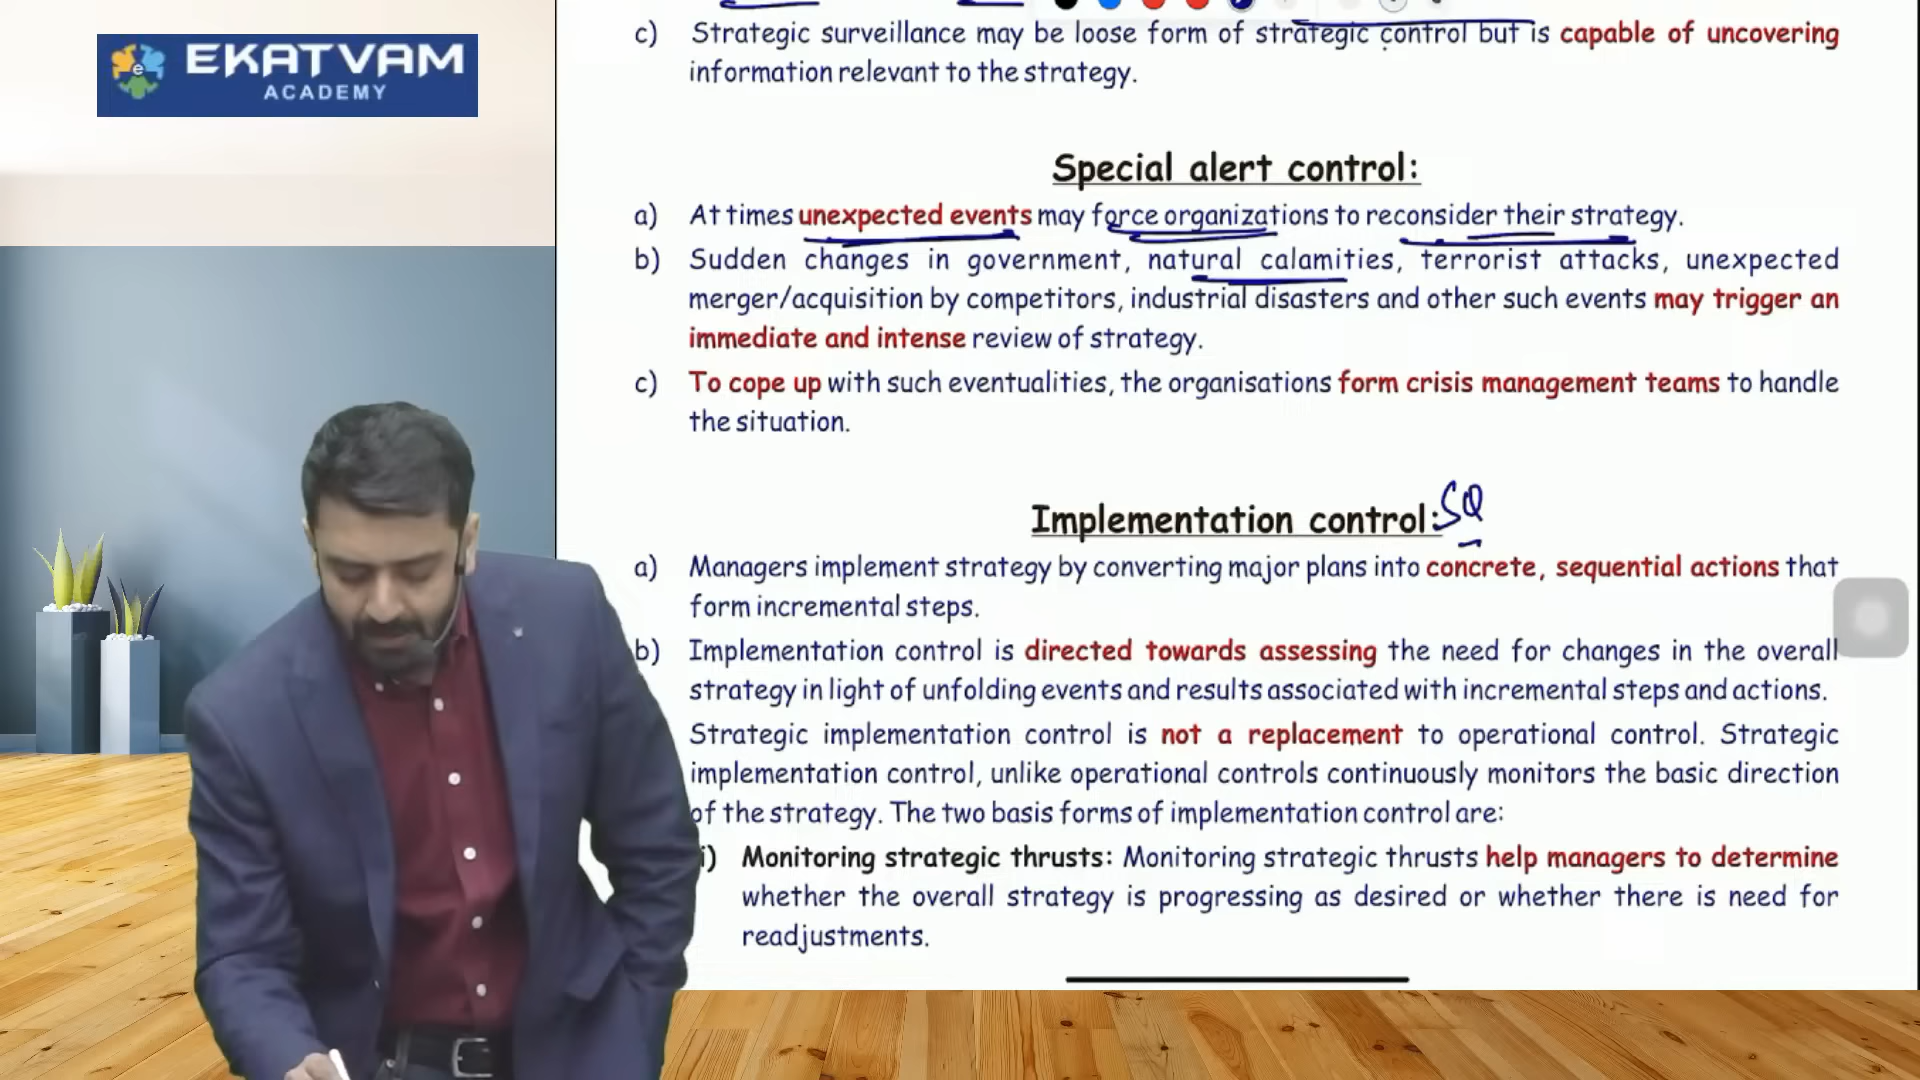 EKATVAM
ACADEMY
c) Strategic surveillance may be loose form of strategic control but is capable of uncovering
information relevant to the strategy.
Special alert control:
a) At times unexpected events may force organizations to reconsider their strategy.
b) Sudden changes in government, natural calamities, terrorist attacks, unexpected
merger/acquisition by competitors, industrial disasters and other such events may trigger an
immediate and intense review of strategy.
c) To cope up with such eventualities, the organisations form crisis management teams to handle
the situation.
Implementation control: SQ
a) Managers implement strategy by converting major plans into concrete, sequential actions that
form incremental steps.
b) Implementation control is directed towards assessing the need for changes in the overall
strategy in light of unfolding events and results associated with incremental steps and actions.
Strategic implementation control is not a replacement to operational control. Strategic
implementation control, unlike operational controls continuously monitors the basic direction
of the strategy. The two basis forms of implementation control are:
i) Monitoring strategic thrusts: Monitoring strategic thrusts help managers to determine
whether the overall strategy is progressing as desired or whether there is need for
readjustments.